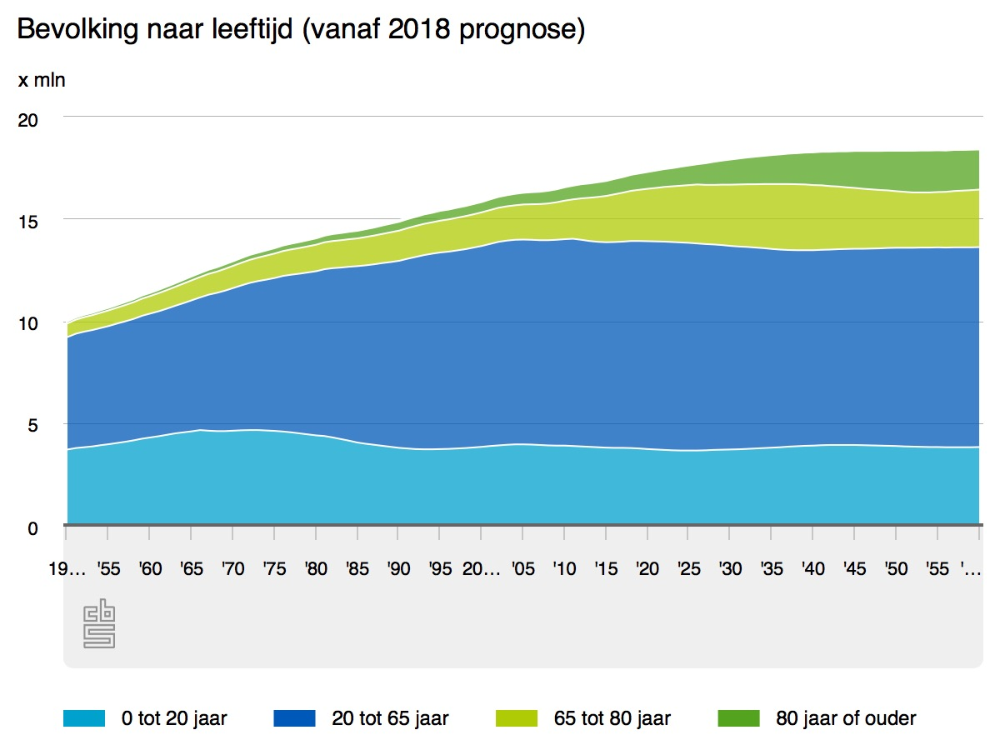 Bevolking naar leeftijd (vanaf 2018 prognose)
x mln
20
15
10
5
0
19… '55 '60 '65 '70 '75 '80 '85 '90 '95 20… '05 '10 '15 '20 '25 '30 '35 '40 '45 '50 '55 '…
cbs
0 tot 20 jaar 20 tot 65 jaar 65 tot 80 jaar 80 jaar of ouder